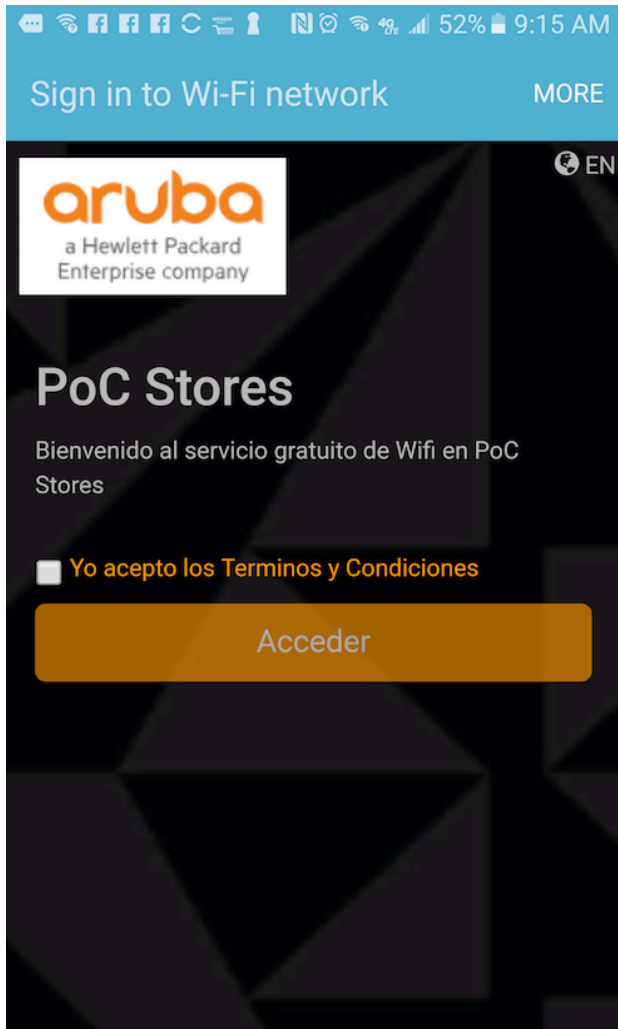 52% 9:15 AM
Sign in to Wi-Fi network MORE
EN
aruba
a Hewlett Packard
Enterprise company
PoC Stores
Bienvenido al servicio gratuito de Wifi en PoC
Stores
Yo acepto los Terminos y Condiciones
Acceder